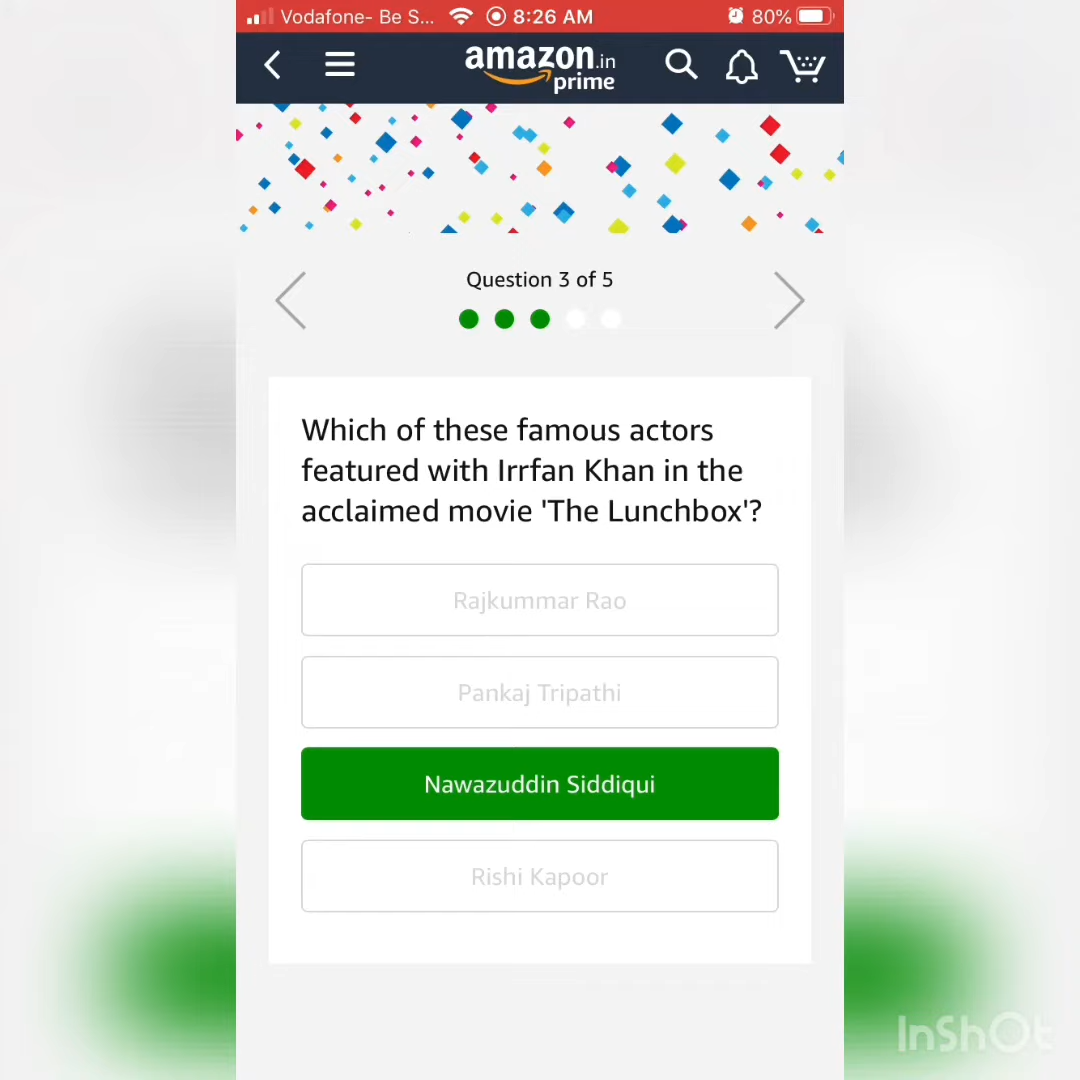 Vodafone- Be S... 8:26 AM 80%
amazon.in
prime
Question 3 of 5
Which of these famous actors
featured with Irrfan Khan in the
acclaimed movie 'The Lunchbox'?
Rajkummar Rao
Pankaj Tripathi
Nawazuddin Siddiqui
Rishi Kapoor
InShOt